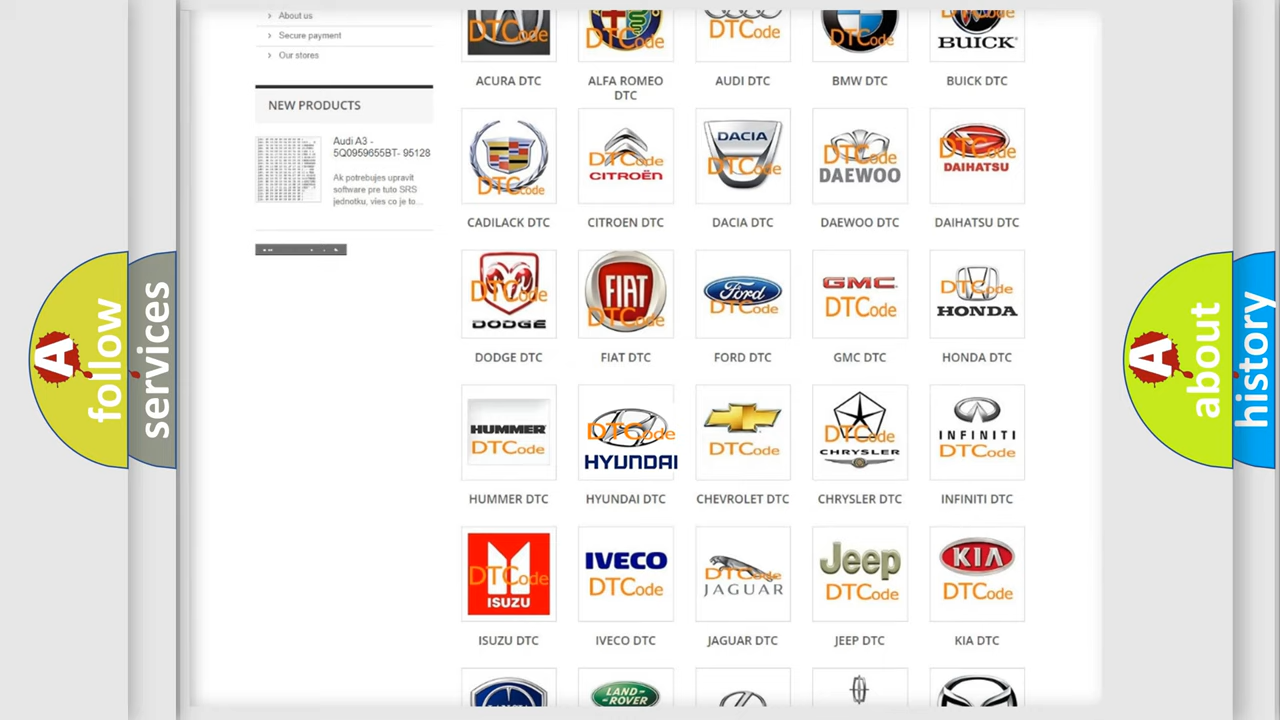 About us
Secure payment
Our stores
NEW PRODUCTS
Audi A3 -
5Q0959655BT- 95128
Ak potrebujes upravit
software pre tuto SRS
jednotku, vies co je to...
DTCode
DTCode
DTCode
DTCode
BUICK
ACURA DTC
ALFA ROMEO
DTC
AUDI DTC
BMW DTC
BUICK DTC
DTCode
DTCode
CITROËN
DACIA
DTCode
DTCode
DAEWOO
DTCode
DAIHATSU
CADILACK DTC
CITROEN DTC
DACIA DTC
DAEWOO DTC
DAIHATSU DTC
DTCode
DODGE
FIAT
DTCode
Ford
DTCode
GMC
DTCode
DTCode
HONDA
DODGE DTC
FIAT DTC
FORD DTC
GMC DTC
HONDA DTC
HUMMER
DTCode
DTCode
HYUNDAI
DTCode
DTCode
CHRYSLER
INFINITI
DTCode
HUMMER DTC
HYUNDAI DTC
CHEVROLET DTC
CHRYSLER DTC
INFINITI DTC
DTCode
ISUZU
IVECO
DTCode
DTCode
JAGUAR
Jeep
DTCode
KIA
DTCode
ISUZU DTC
IVECO DTC
JAGUAR DTC
JEEP DTC
KIA DTC
LAND-
ROVER
A
follow
services
A
about
history